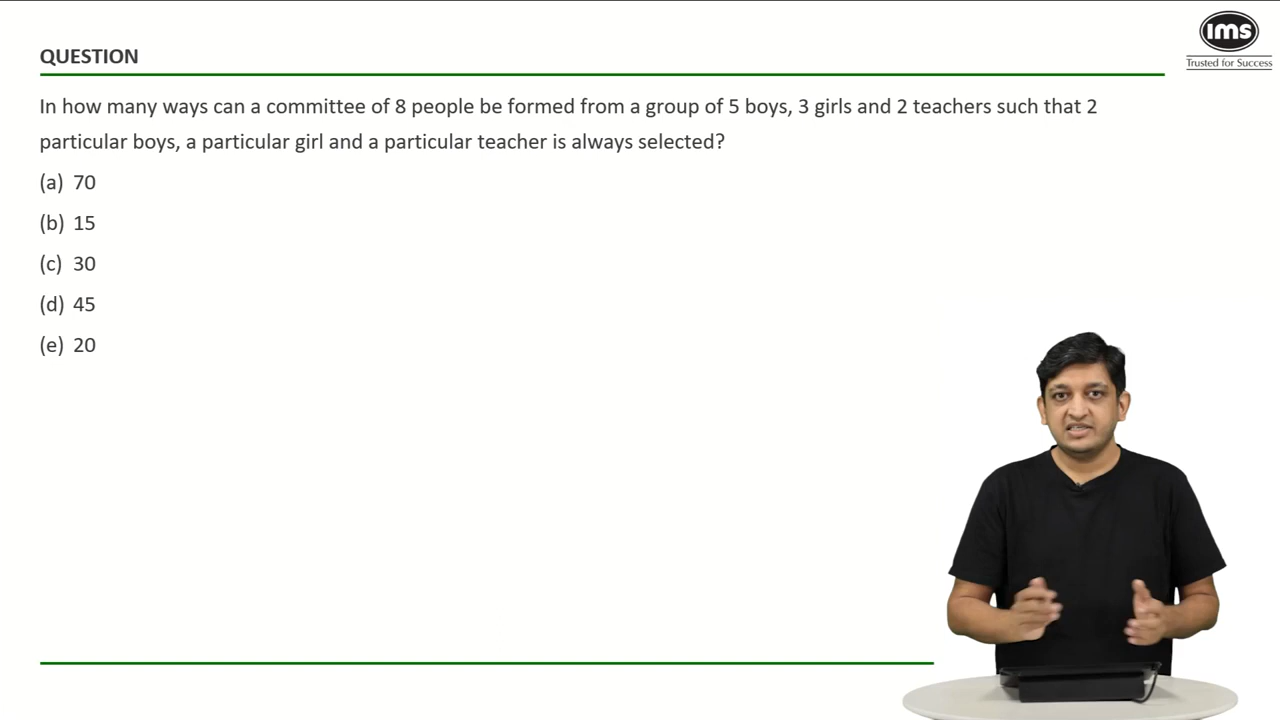 ims
Trusted for Success
QUESTION
In how many ways can a committee of 8 people be formed from a group of 5 boys, 3 girls and 2 teachers such that 2
particular boys, a particular girl and a particular teacher is always selected?
(a) 70
(b) 15
(c) 30
(d) 45
(e) 20